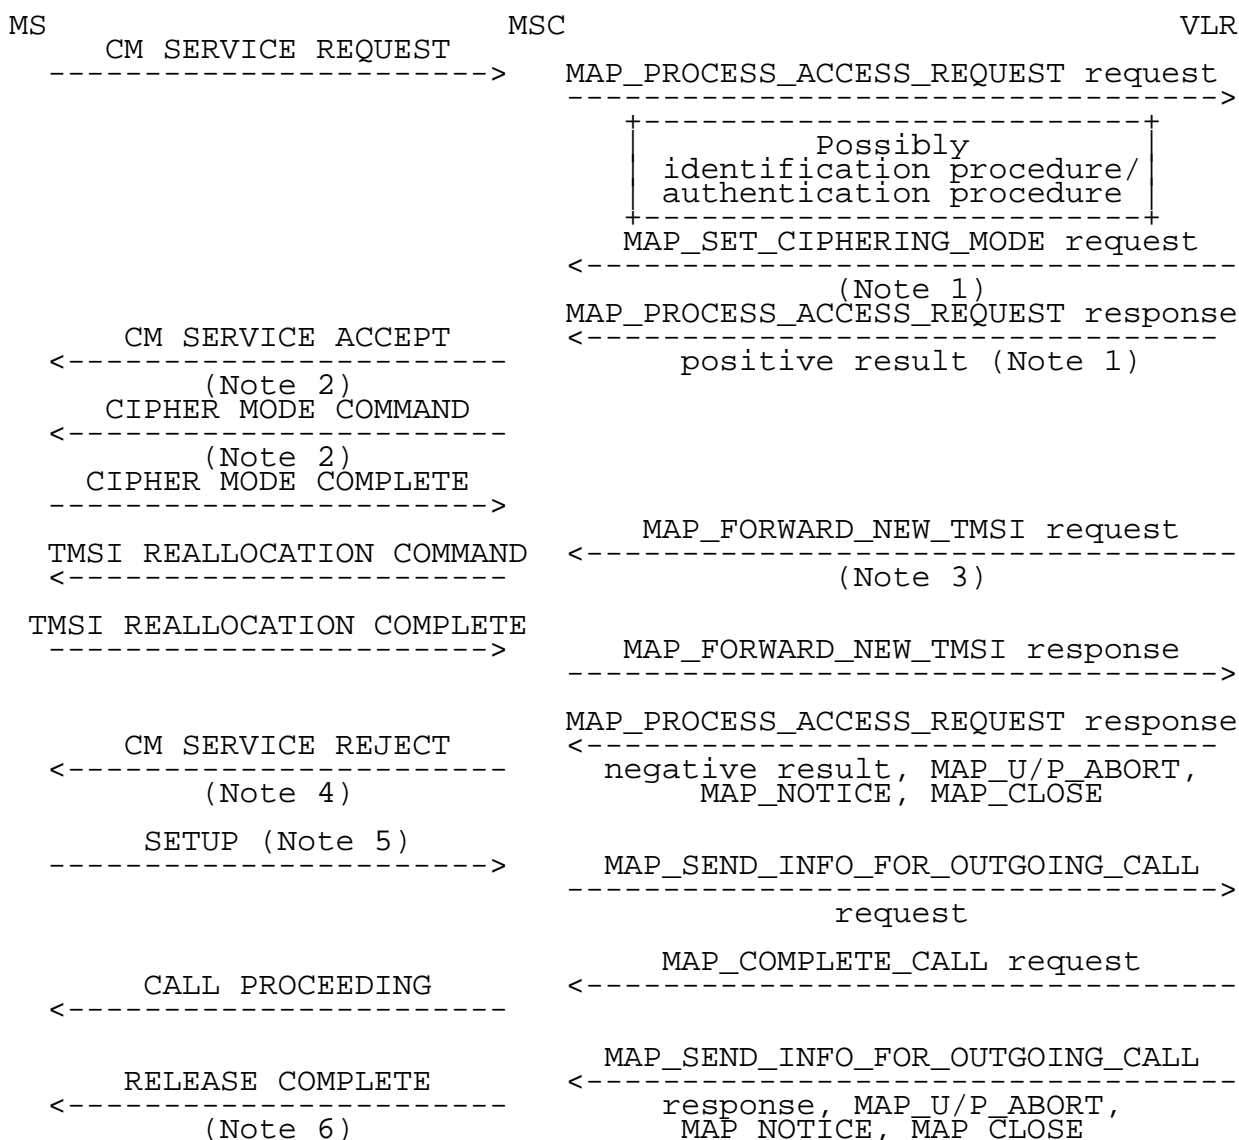 MS MSC VLR
CM SERVICE REQUEST
-----------------------> MAP_PROCESS_ACCESS_REQUEST request
---------------------------------->
+--------------------------+
| Possibly |
| identification procedure/|
| authentication procedure |
+--------------------------+
MAP_SET_CIPHERING_MODE request
<----------------------------------
(Note 1)
MAP_PROCESS_ACCESS_REQUEST response
CM SERVICE ACCEPT <---------------------------------
<----------------------- positive result (Note 1)
(Note 2)
CIPHER MODE COMMAND
<-----------------------
(Note 2)
CIPHER MODE COMPLETE
----------------------->
MAP_FORWARD_NEW_TMSI request
TMSI REALLOCATION COMMAND <----------------------------------
<----------------------- (Note 3)
TMSI REALLOCATION COMPLETE
-----------------------> MAP_FORWARD_NEW_TMSI response
---------------------------------->
MAP_PROCESS_ACCESS_REQUEST response
CM SERVICE REJECT <---------------------------------
<----------------------- negative result, MAP_U/P_ABORT,
(Note 4) MAP_NOTICE, MAP_CLOSE
SETUP (Note 5)
-----------------------> MAP_SEND_INFO_FOR_OUTGOING_CALL
---------------------------------->
request
MAP_COMPLETE_CALL request
CALL PROCEEDING <----------------------------------
<-----------------------
MAP_SEND_INFO_FOR_OUTGOING_CALL
RELEASE COMPLETE <----------------------------------
<----------------------- response, MAP_U/P_ABORT,
(Note 6) MAP_NOTICE, MAP_CLOSE